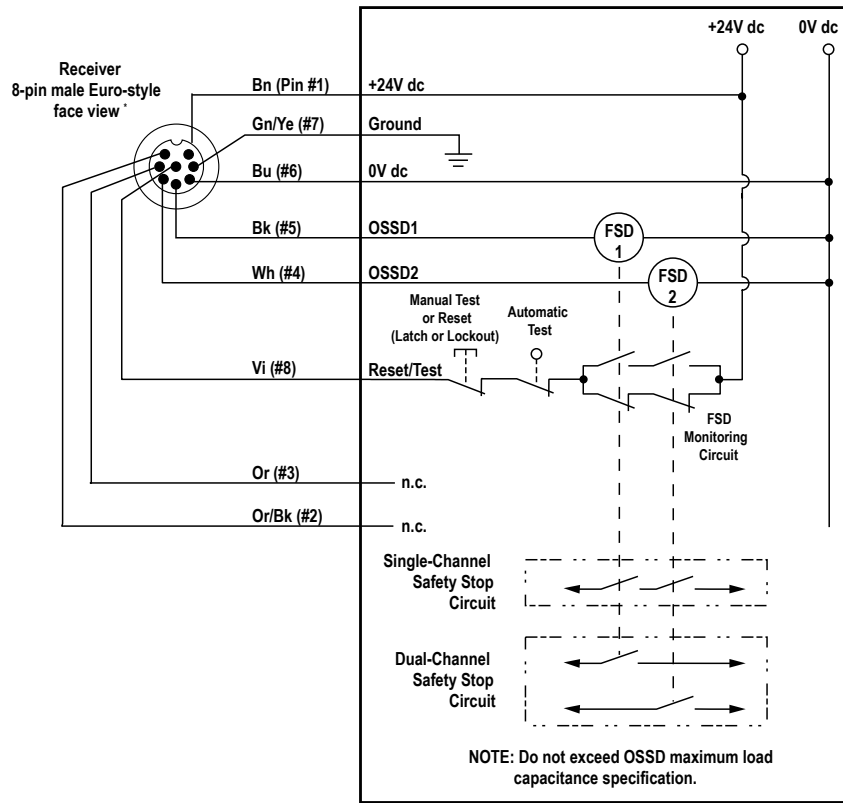 +24V dc
0V dc
Receiver
8-pin male Euro-style
face view *
Bn (Pin #1)
+24V dc
Gn/Ye (#7)
Ground
Bu (#6)
0V dc
Bk (#5)
OSSD1
FSD
1
Wh (#4)
OSSD2
FSD
2
Manual Test
or Reset
(Latch or Lockout)
Automatic
Test
Vi (#8)
Reset/Test
FSD
Monitoring
Circuit
Or (#3)
n.c.
Or/Bk (#2)
n.c.
Single-Channel
Safety Stop
Circuit
Dual-Channel
Safety Stop
Circuit
NOTE: Do not exceed OSSD maximum load
capacitance specification.